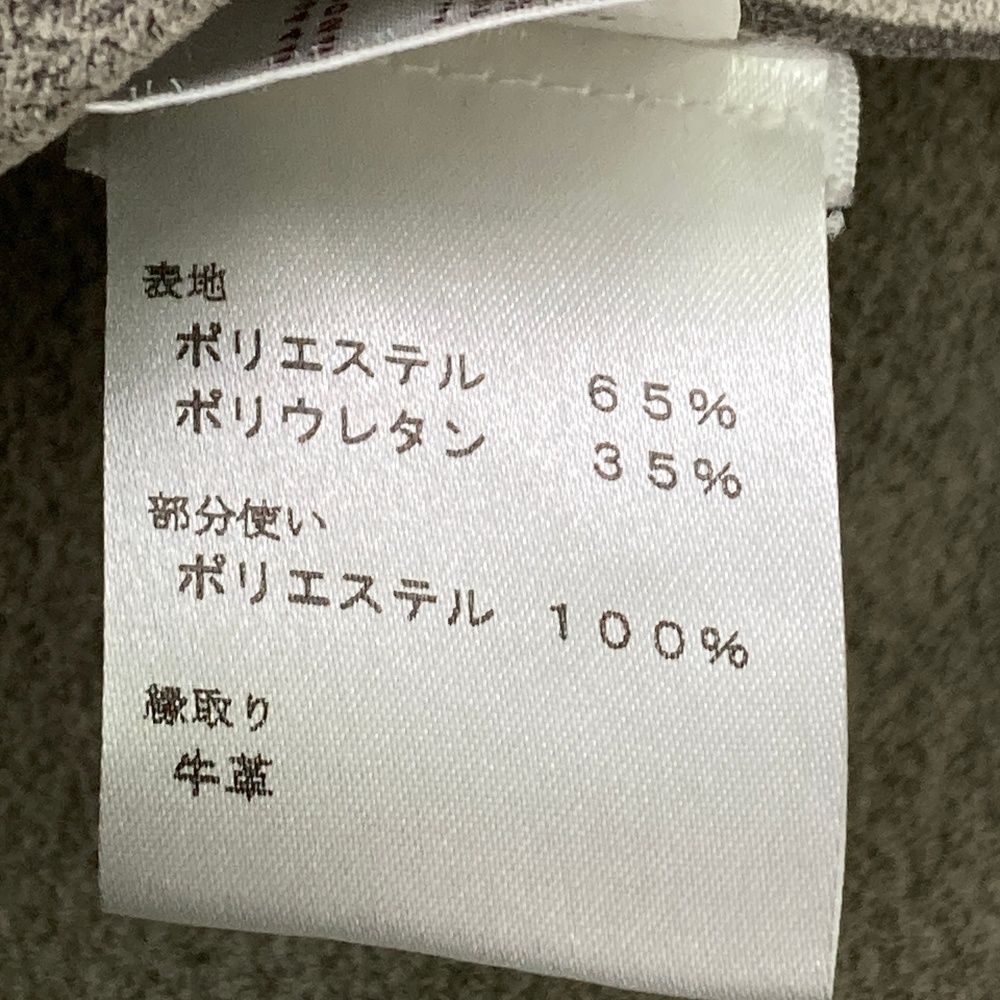 表地
ポリエステル 65%
ポリウレタン 35%
部分使い
ポリエステル 100%
縁取り
牛革